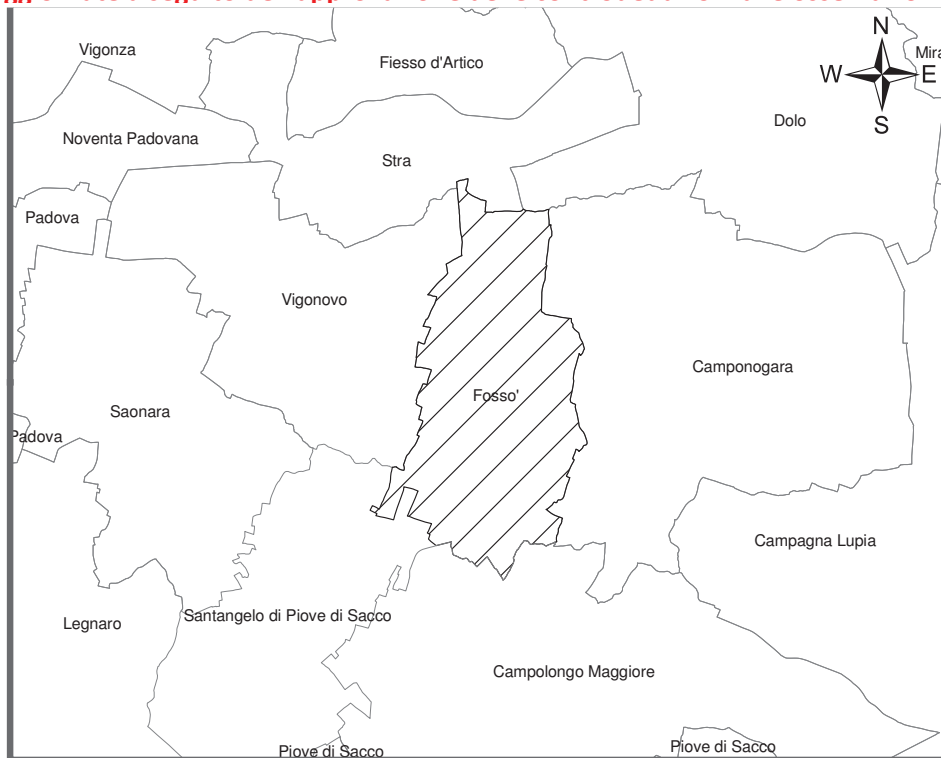 Vigonza
Fiesso d'Artico
N
Mira
W
E
S
Noventa Padovana
Dolo
Stra
Padova
Vigonovo
Camponogara
Fosso'
Saonara
Padova
Campagna Lupia
Santangelo di Piove di Sacco
Legnaro
Campolongo Maggiore
Piove di Sacco
Piove di Sacco